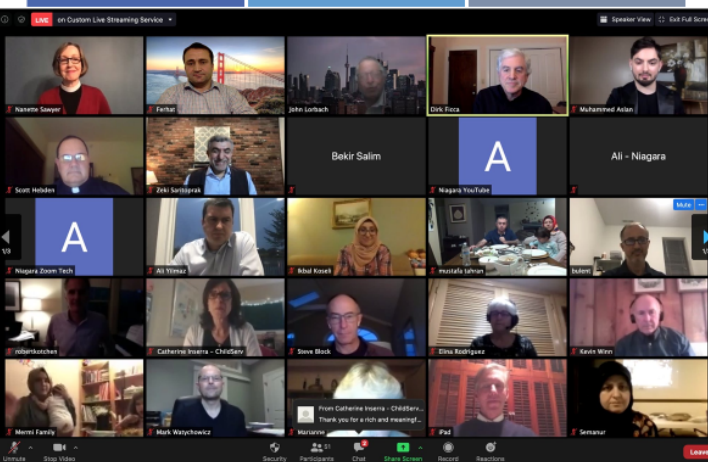 LIVE on Custom Live Streaming Service
Speaker View Exit Full Scree
Nanette Sawyer
Ferhat
John Lorbach
Dirk Ficca
Muhammed Aslan
Scott Hebden
Zeki Saritoprak
Bekir Salim
A
Niagara YouTube
Ali - Niagara
Mute
1/3
A
Niagara Zoom Tech
Ali Yilmaz
Ikbal Koseli
mustafa tahran
bulent
robertkotchen
Catherine Inserra - ChildServ
Steve Block
Elina Rodriguez
Kevin Winn
From Catherine Inserra - ChildServ...
Thank you for a rich and meaningf...
Mermi Family
Mark Watychowicz
Marianne
iPad
Semanur
Unmute
Stop Video
Security
Participants
51
Chat
2
Share Screen
Record
Reactions
Leave